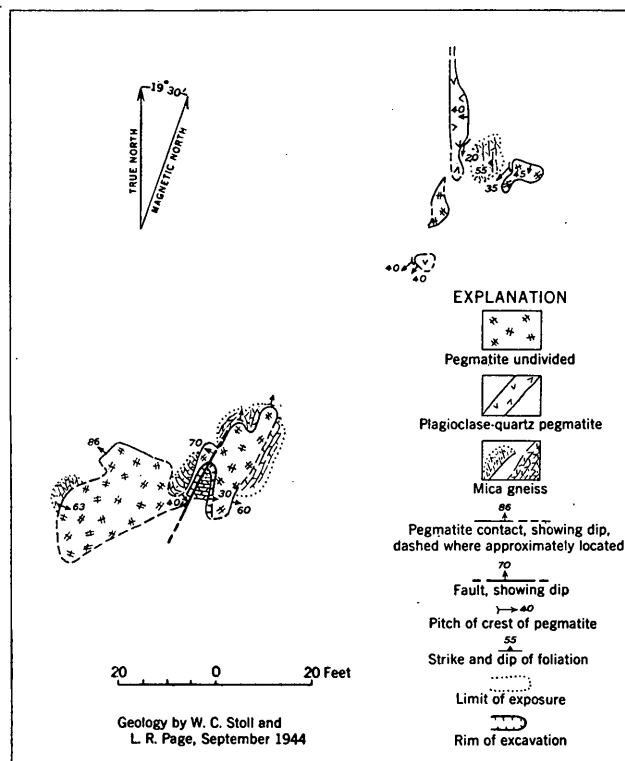 19° 30'
TRUE NORTH
MAGNETIC NORTH
40
20
55
35
45
40
40
EXPLANATION
Pegmatite undivided
Plagioclase-quartz pegmatite
Mica gneiss
86
Pegmatite contact, showing dip,
dashed where approximately located
70
Fault, showing dip
40
Pitch of crest of pegmatite
55
Strike and dip of foliation
Limit of exposure
Rim of excavation
86
70
63
40
30
60
20 0 20 Feet
Geology by W. C. Stoll and
L. R. Page, September 1944